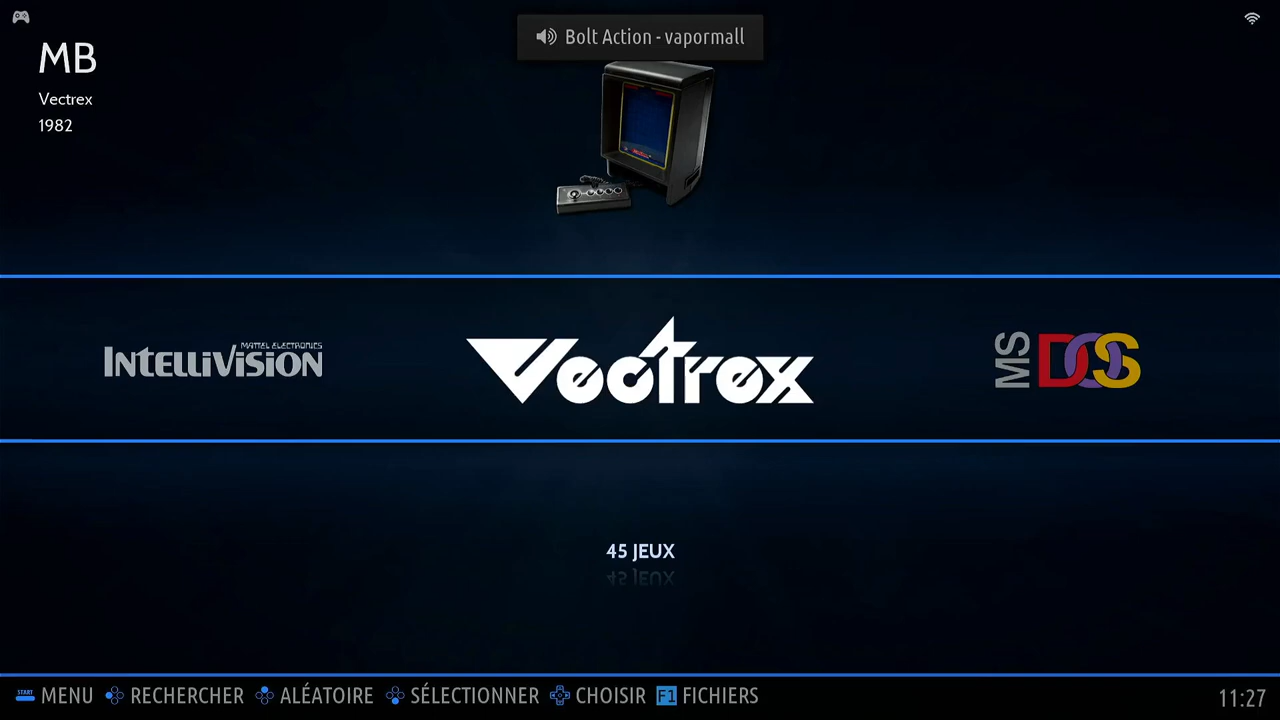 Bolt Action - vapormall
MB
Vectrex
1982
MATTEL ELECTRONICS
INTELLIVISION
Vectrex
MS DOS
45 JEUX
START MENU RECHERCHER ALÉATOIRE SÉLECTIONNER CHOISIR F1 FICHIERS
11:27